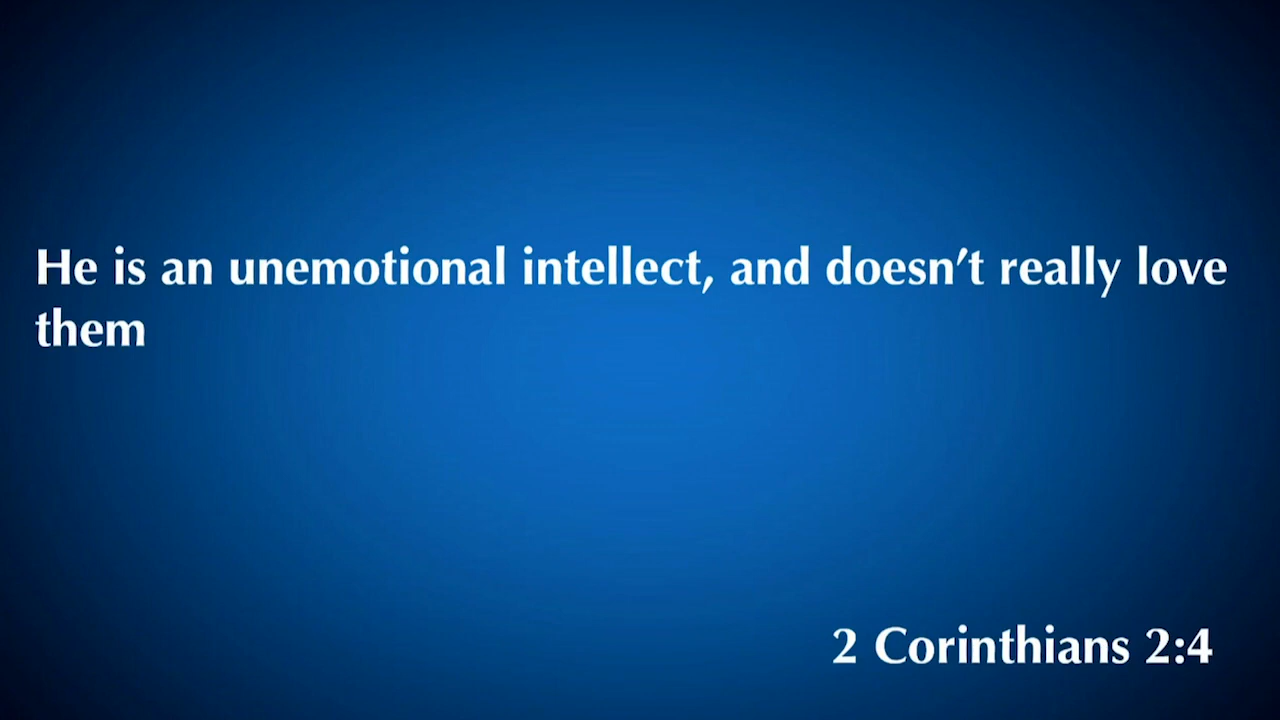 He is an unemotional intellect, and doesn’t really love
them
2 Corinthians 2:4